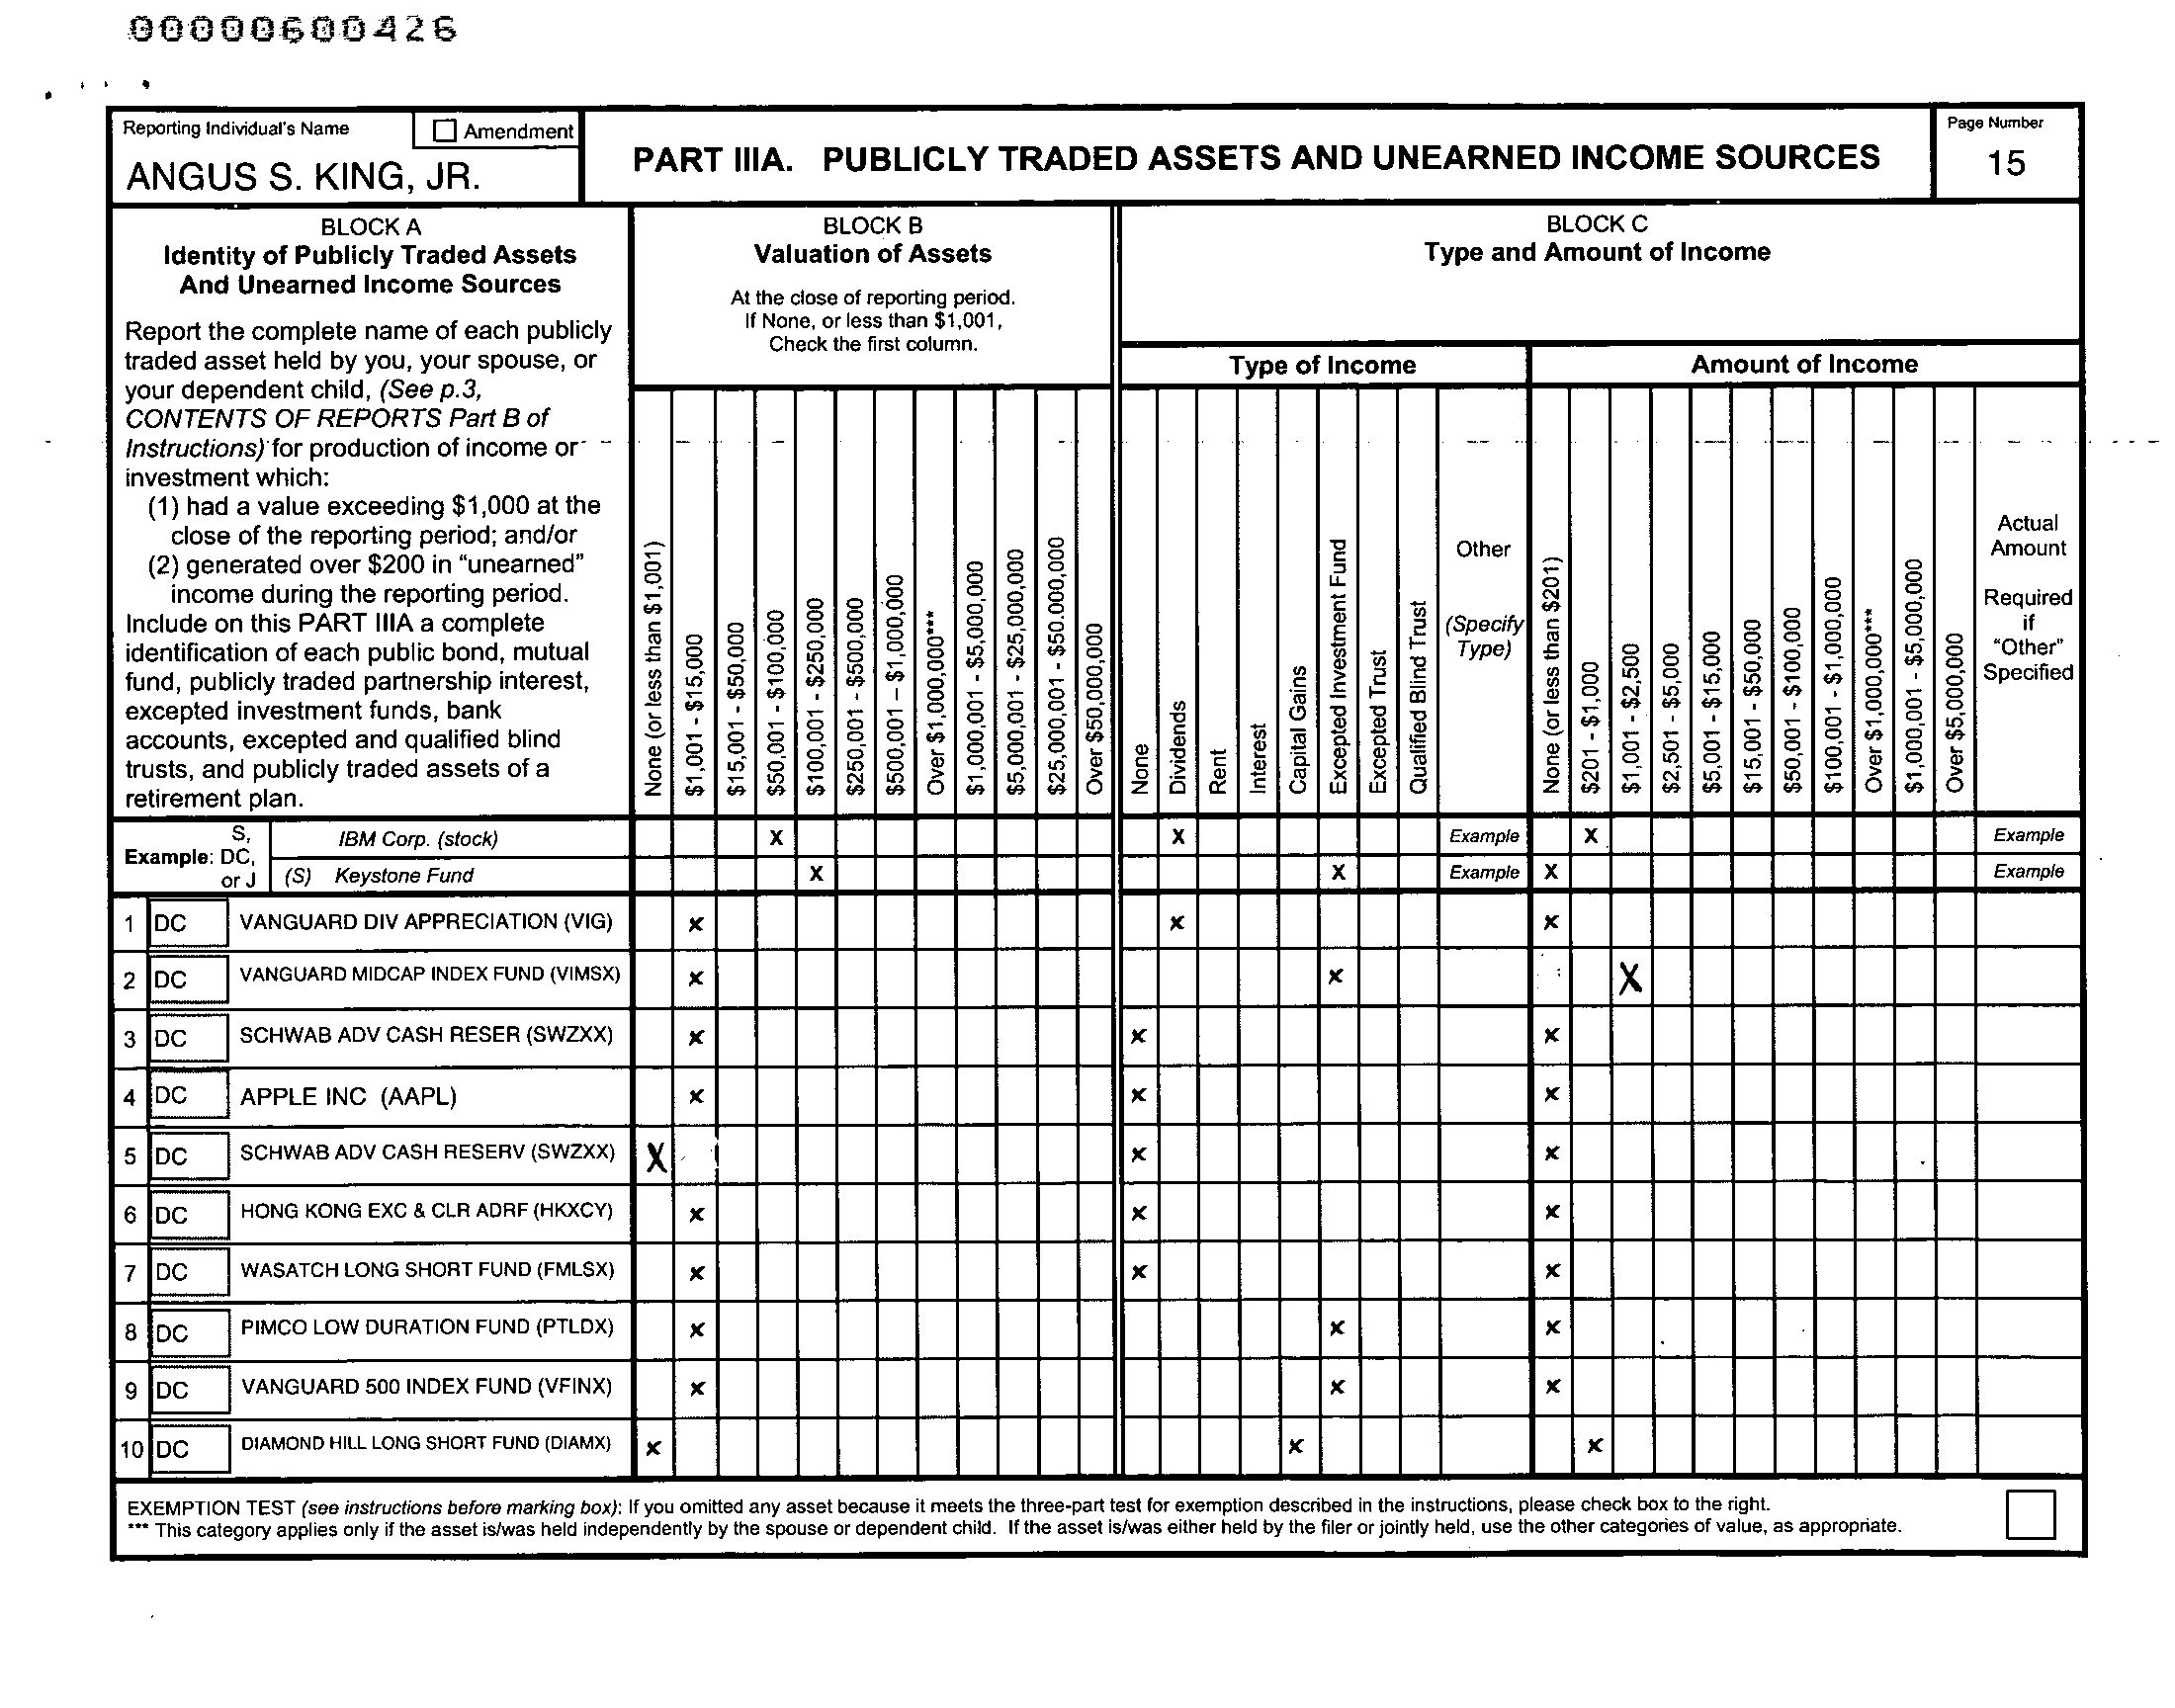 00000600426
Reporting Individual's Name
Amendment
ANGUS S. KING, JR.
PART IIIA. PUBLICLY TRADED ASSETS AND UNEARNED INCOME SOURCES
Page Number
15
BLOCK A
Identity of Publicly Traded Assets
And Unearned Income Sources
Report the complete name of each publicly
traded asset held by you, your spouse, or
your dependent child, (See p.3,
CONTENTS OF REPORTS Part B of
Instructions) for production of income or
investment which:
(1) had a value exceeding $1,000 at the
close of the reporting period; and/or
(2) generated over $200 in “unearned”
income during the reporting period.
Include on this PART IIIA a complete
identification of each public bond, mutual
fund, publicly traded partnership interest,
excepted investment funds, bank
accounts, excepted and qualified blind
trusts, and publicly traded assets of a
retirement plan.
BLOCK B
Valuation of Assets
At the close of reporting period.
If None, or less than $1,001,
Check the first column.
None (or less than $1,001)
$1,001 - $15,000
$15,001 - $50,000
$50,001 - $100,000
$100,001 - $250,000
$250,001 - $500,000
$500,001 – $1,000,000
Over $1,000,000***
$1,000,001 - $5,000,000
$5,000,001 - $25,000,000
$25,000,001 - $50.000,000
Over $50,000,000
BLOCK C
Type and Amount of Income
Type of Income
None
Dividends
Rent
Interest
Capital Gains
Excepted Investment Fund
Excepted Trust
Qualified Blind Trust
Other
(Specify
Type)
Amount of Income
None (or less than $201)
$201 - $1,000
$1,001 - $2,500
$2,501 - $5,000
$5,001 - $15,000
$15,001 - $50,000
$50,001 - $100,000
$100,001 - $1,000,000
Over $1,000,000***
$1,000,001 - $5,000,000
Over $5,000,000
Actual
Amount
Required
if
“Other”
Specified
Example:
S,
DC,
or J
IBM Corp. (stock) X X Example X Example
(S) Keystone Fund X X Example X Example
1 DC VANGUARD DIV APPRECIATION (VIG) x x x
2 DC VANGUARD MIDCAP INDEX FUND (VIMSX) x x X
3 DC SCHWAB ADV CASH RESER (SWZXX) x x x
4 DC APPLE INC (AAPL) x x x
5 DC SCHWAB ADV CASH RESERV (SWZXX) X x x
6 DC HONG KONG EXC & CLR ADRF (HKXCY) x x x
7 DC WASATCH LONG SHORT FUND (FMLSX) x x x
8 DC PIMCO LOW DURATION FUND (PTLDX) x x x
9 DC VANGUARD 500 INDEX FUND (VFINX) x x x
10 DC DIAMOND HILL LONG SHORT FUND (DIAMX) x x x
EXEMPTION TEST (see instructions before marking box): If you omitted any asset because it meets the three-part test for exemption described in the instructions, please check box to the right.
*** This category applies only if the asset is/was held independently by the spouse or dependent child. If the asset is/was either held by the filer or jointly held, use the other categories of value, as appropriate.